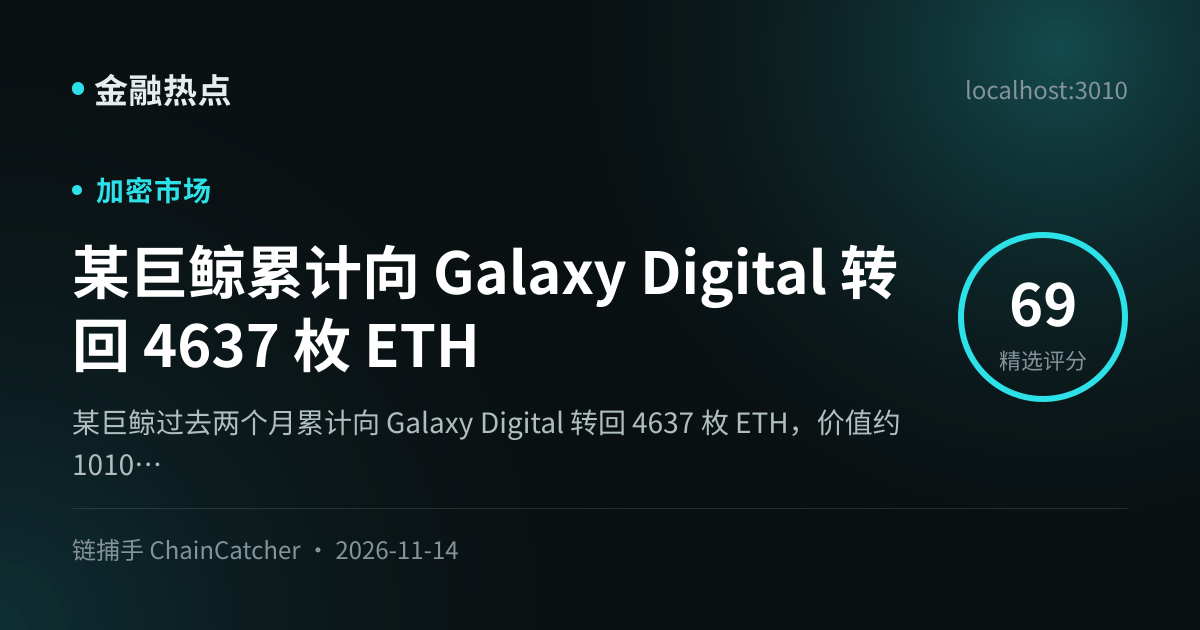 金融热点
localhost:3010
加密市场
某巨鲸累计向 Galaxy Digital 转
回 4637 枚 ETH
69
精选评分
某巨鲸过去两个月累计向 Galaxy Digital 转回 4637 枚 ETH，价值约
1010…
链捕手 ChainCatcher · 2026-11-14